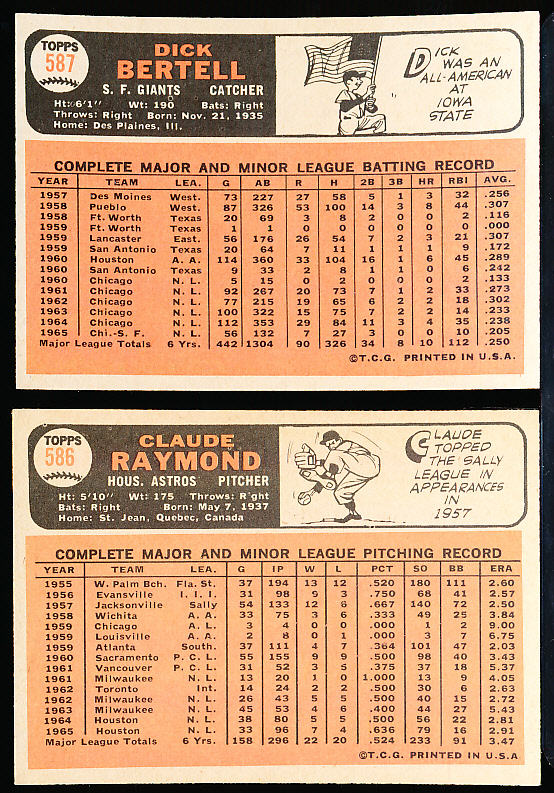 TOPPS
587
DICK
BERTELL
S. F. GIANTS CATCHER
Ht: 6'1" Wt: 190 Bats: Right
Throws: Right Born: Nov. 21, 1935
Home: Des Plaines, Ill.
DICK
WAS AN
ALL-AMERICAN
AT
IOWA
STATE
COMPLETE MAJOR AND MINOR LEAGUE BATTING RECORD
YEAR TEAM LEA. G AB R H 2B 3B HR RBI AVG.
1957 Des Moines West. 73 227 27 58 5 1 3 32 .256
1958 Pueblo West. 87 326 53 100 14 3 8 44 .307
1958 Ft. Worth Texas 20 69 3 8 2 0 0 2 .116
1959 Ft. Worth Texas 1 1 0 0 0 0 0 0 .000
1959 Lancaster East. 56 176 26 54 7 2 3 21 .307
1959 San Antonio Texas 20 64 7 11 1 1 1 9 .172
1960 Houston A. A. 114 360 33 104 16 1 6 45 .289
1960 San Antonio Texas 9 33 2 8 1 1 0 6 .242
1960 Chicago N. L. 5 15 0 2 0 0 0 2 .133
1961 Chicago N. L. 92 267 20 73 7 1 2 33 .273
1962 Chicago N. L. 77 215 19 65 6 2 2 18 .302
1963 Chicago N. L. 100 322 15 75 7 2 2 14 .233
1964 Chicago N. L. 112 353 29 84 11 3 4 35 .238
1965 Chi.-S. F. N. L. 56 132 7 27 3 0 0 10 .205
Major League Totals 6 Yrs. 442 1304 90 326 34 8 10 112 .250
©T.C.G. PRINTED IN U.S.A.
TOPPS
586
CLAUDE
RAYMOND
HOUS. ASTROS PITCHER
Ht: 5'10" Wt: 175 Throws: Right
Bats: Right Born: May 7, 1937
Home: St. Jean, Quebec, Canada
CLAUDE
TOPPED
THE SALLY
LEAGUE IN
APPEARANCES
IN
1957
COMPLETE MAJOR AND MINOR LEAGUE PITCHING RECORD
YEAR TEAM LEA. G IP W L PCT SO BB ERA
1955 W. Palm Bch. Fla. St. 37 194 13 12 .520 180 111 2.60
1956 Evansville I. I. I. 31 98 9 3 .750 68 41 2.57
1957 Jacksonville Sally 54 133 12 6 .667 140 72 2.50
1958 Wichita A. A. 33 75 3 6 .333 49 25 3.84
1959 Chicago A. L. 3 4 0 0 .000 1 2 9.00
1959 Louisville A. A. 2 8 0 1 .000 3 7 6.75
1959 Atlanta South. 37 111 4 7 .364 101 47 2.03
1960 Sacramento P. C. L. 55 155 9 9 .500 98 40 3.43
1961 Vancouver P. C. L. 31 52 3 5 .375 37 18 5.37
1961 Milwaukee N. L. 13 20 1 0 1.000 13 9 4.05
1962 Toronto Int. 14 24 2 2 .500 30 6 2.63
1962 Milwaukee N. L. 26 43 5 5 .500 40 15 2.72
1963 Milwaukee N. L. 45 53 4 6 .400 44 27 5.43
1964 Houston N. L. 38 80 5 5 .500 56 22 2.81
1965 Houston N. L. 33 96 7 4 .636 79 16 2.91
Major League Totals 6 Yrs. 158 296 22 20 .524 233 91 3.47
©T.C.G. PRINTED IN U.S.A.